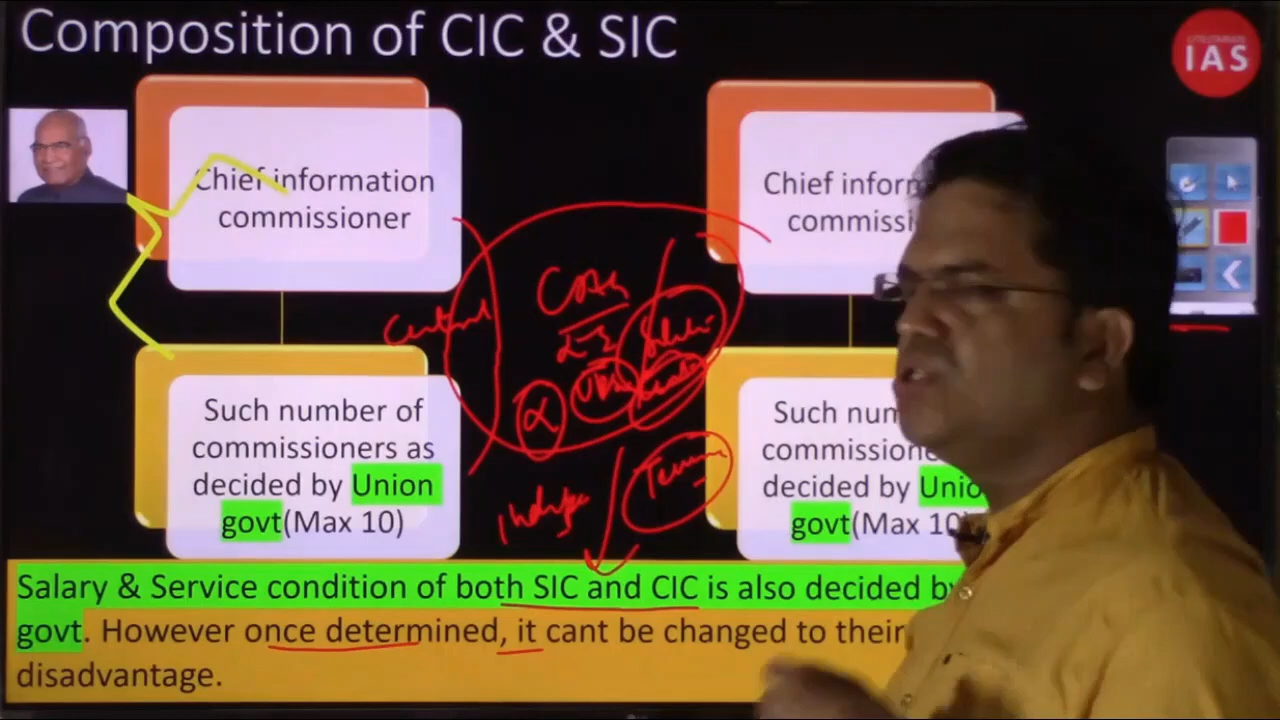 Composition of CIC & SIC
IAS
Chief information
commissioner
Chief inform
commissi
Central
Such number of
commissioners as
decided by Union
govt(Max 10)
Such num
commissione
decided by Unio
govt(Max 10
Salary & Service condition of both SIC and CIC is also decided by
govt. However once determined, it cant be changed to their
disadvantage.